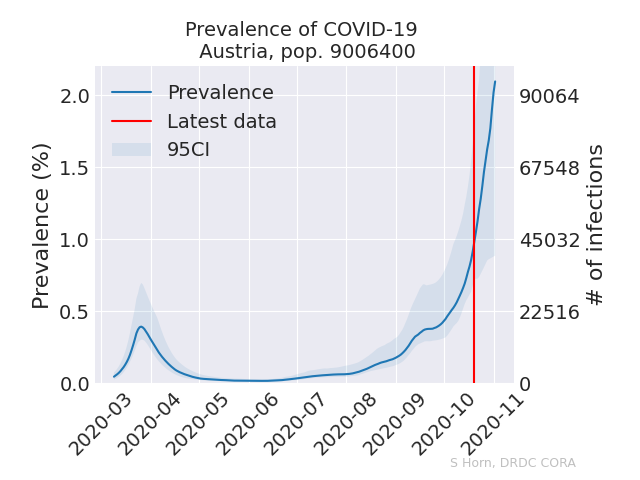 Prevalence of COVID-19
Austria, pop. 9006400
Prevalence
Latest data
95CI
Prevalence (%)
2.0
1.5
1.0
0.5
0.0
90064
67548
45032
22516
0
# of infections
2020-03
2020-04
2020-05
2020-06
2020-07
2020-08
2020-09
2020-10
2020-11
S Horn, DRDC CORA